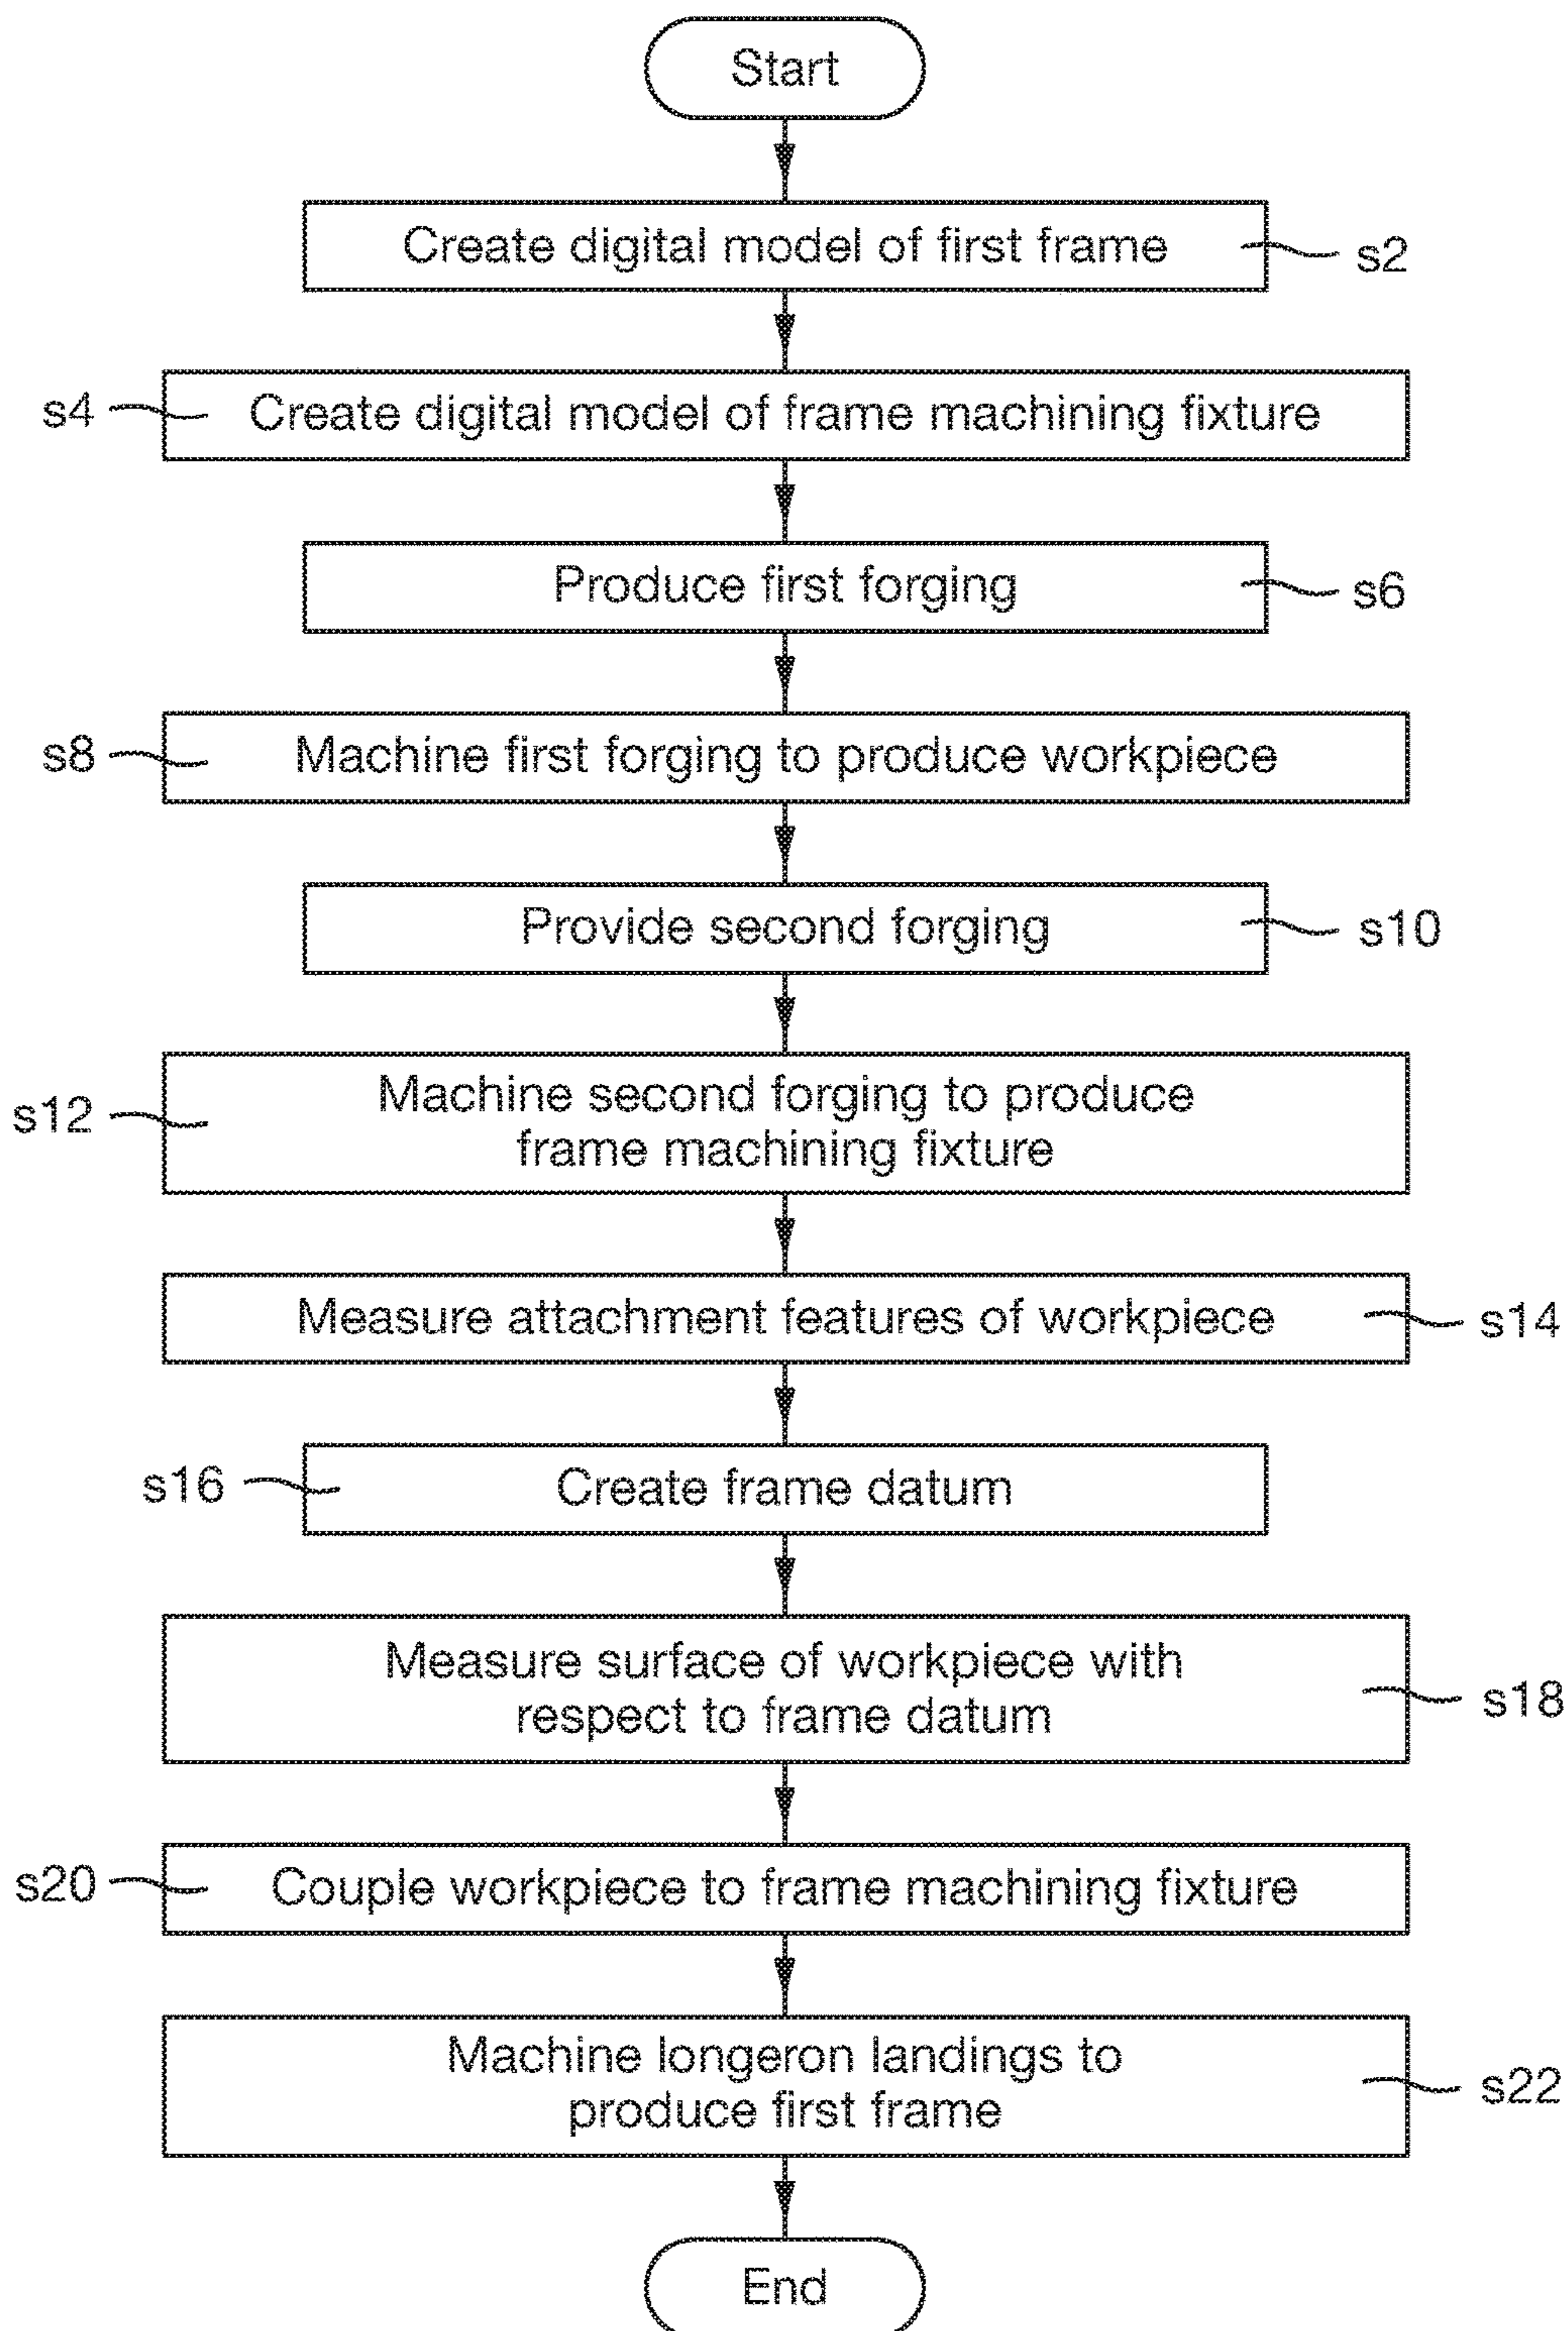 Start
Create digital model of first frame
s2
s4
Create digital model of frame machining fixture
Produce first forging
s6
s8
Machine first forging to produce workpiece
Provide second forging
s10
s12
Machine second forging to produce
frame machining fixture
Measure attachment features of workpiece
s14
s16
Create frame datum
Measure surface of workpiece with
respect to frame datum
s18
s20
Couple workpiece to frame machining fixture
Machine longeron landings to
produce first frame
s22
End